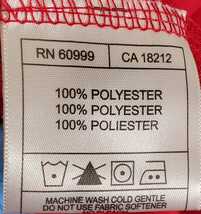 RN 60999 CA 18212
100% POLYESTER
100% POLYESTER
100% POLIESTER
MACHINE WASH COLD GENTLE
DO NOT USE FABRIC SOFTENER